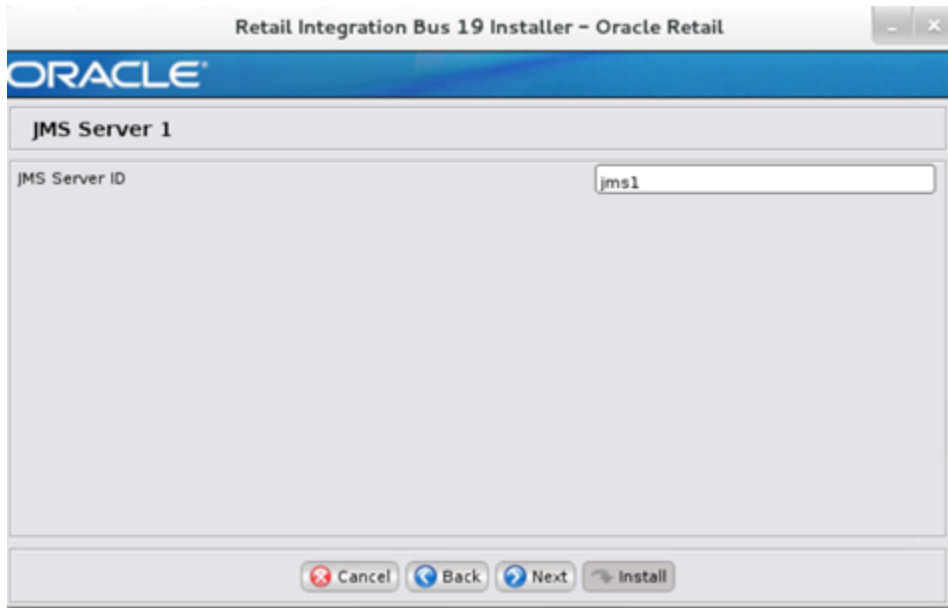 Retail Integration Bus 19 Installer – Oracle Retail
ORACLE®
JMS Server 1
JMS Server ID
jms1
Cancel Back Next Install